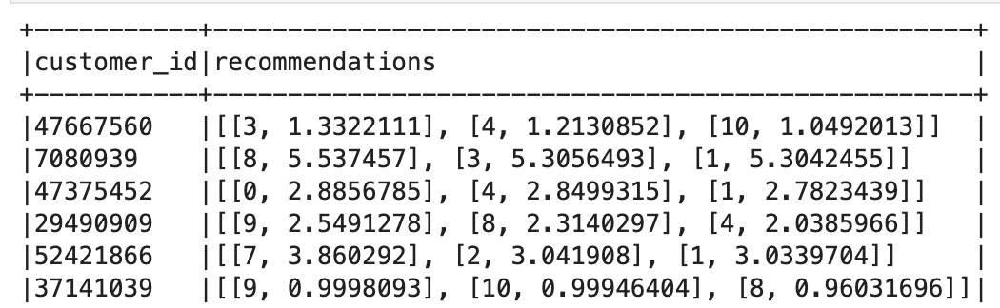 +-----------+--------------------------------------------------+
|customer_id|recommendations                                   |
+-----------+--------------------------------------------------+
|47667560   |[[3, 1.3322111], [4, 1.2130852], [10, 1.0492013]]  |
|7080939    |[[8, 5.537457], [3, 5.3056493], [1, 5.3042455]]    |
|47375452   |[[0, 2.8856785], [4, 2.8499315], [1, 2.7823439]]   |
|29490909   |[[9, 2.5491278], [8, 2.3140297], [4, 2.0385966]]   |
|52421866   |[[7, 3.860292], [2, 3.041908], [1, 3.0339704]]     |
|37141039   |[[9, 0.9998093], [10, 0.99946404], [8, 0.96031696]]|